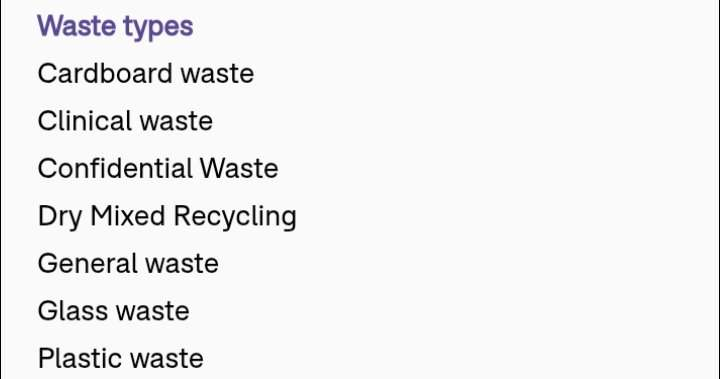 Waste types
Cardboard waste
Clinical waste
Confidential Waste
Dry Mixed Recycling
General waste
Glass waste
Plastic waste